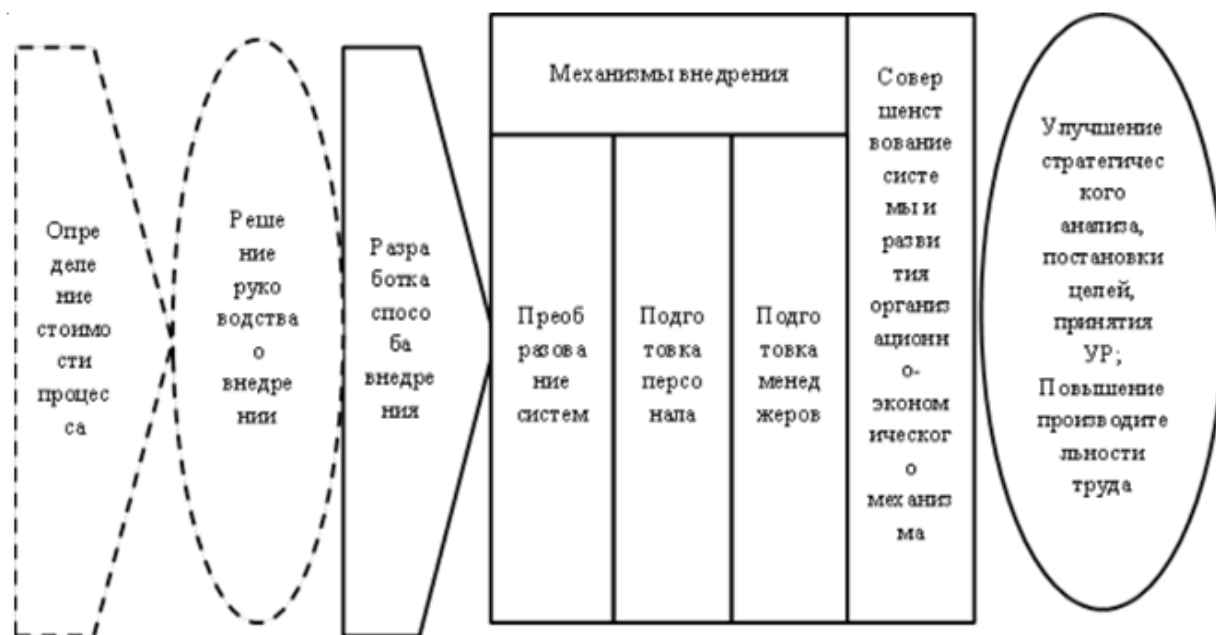 Опре
деле
ние
стоимо
сти
процес
са
Реше
ние
руко
водства
о
внедре
нии
Разра
ботка
спосо
ба
внедре
ния
Механизмы внедрения
Преоб
разова
ние
систем
Подго
товка
персо
нала
Подго
товка
менед
жеров
Совер
шенст
вование
систе
мы и
разви
тия
организ
ационн
о-
эконом
ическог
о
механиз
ма
Улучшение
стратегичес
кого
анализа,
постановки
целей,
принятия
УР;
Повышение
производите
льности
труда